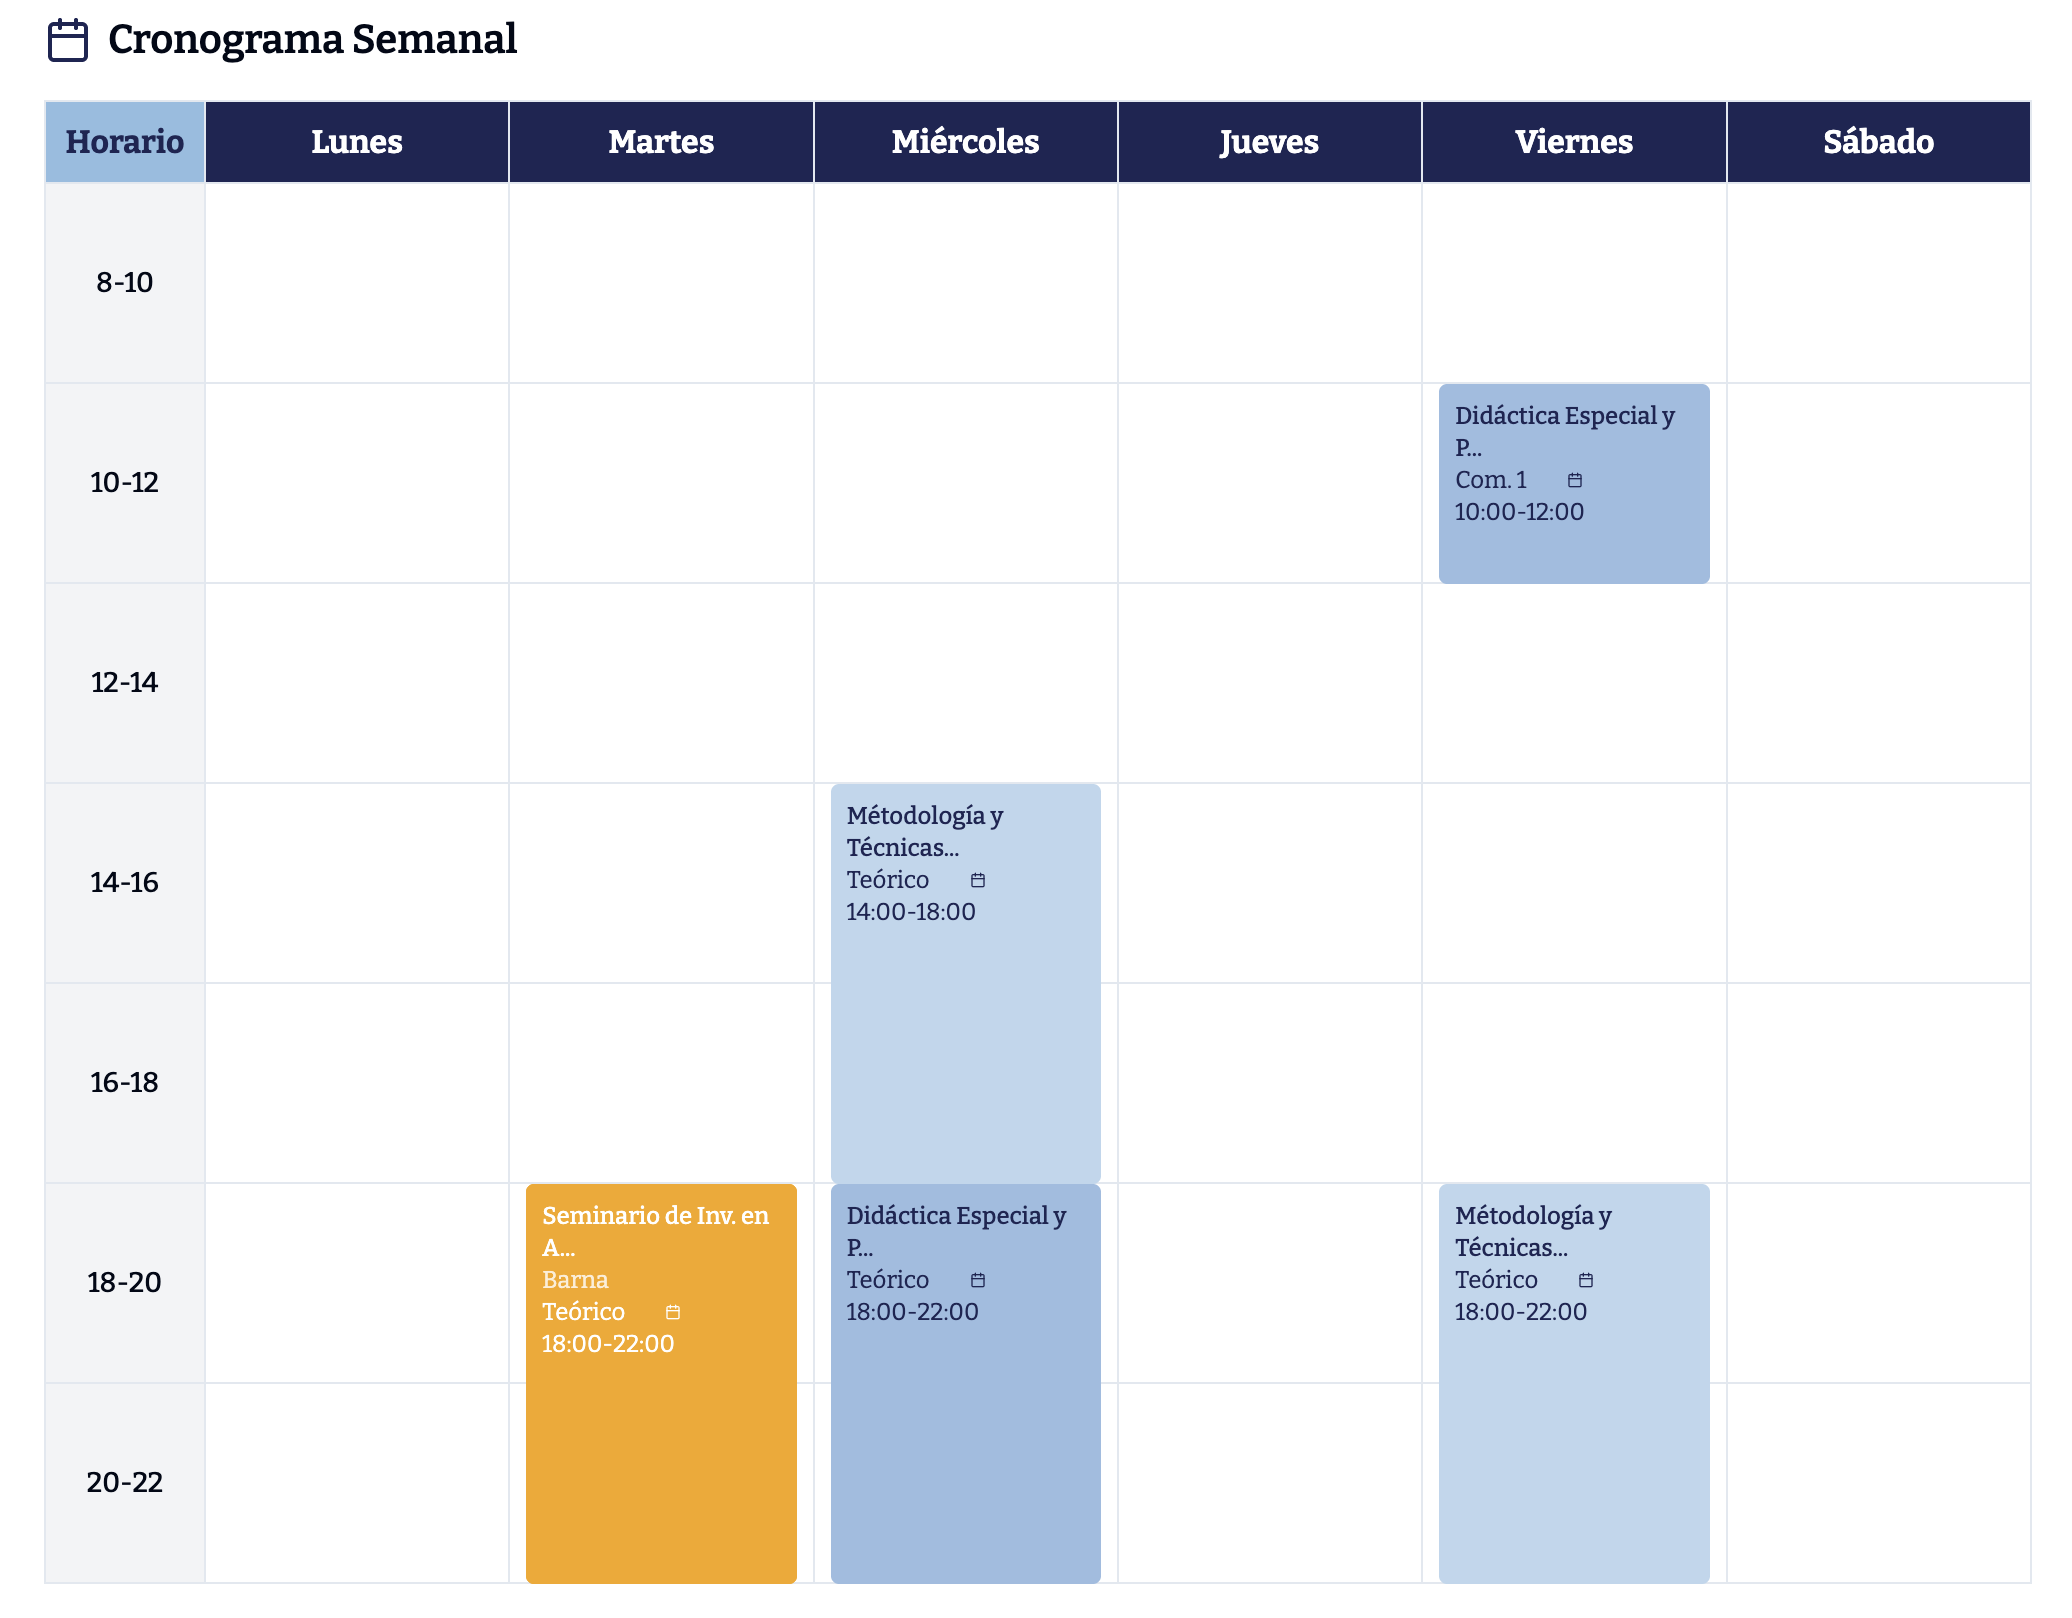 Cronograma Semanal
Horario Lunes Martes Miércoles Jueves Viernes Sábado
8-10
10-12
Didáctica Especial y
P...
Com. 1
10:00-12:00
12-14
14-16
Métodología y
Técnicas...
Teórico
14:00-18:00
16-18
18-20
Seminario de Inv. en
A...
Barna
Teórico
18:00-22:00
Didáctica Especial y
P...
Teórico
18:00-22:00
Métodología y
Técnicas...
Teórico
18:00-22:00
20-22